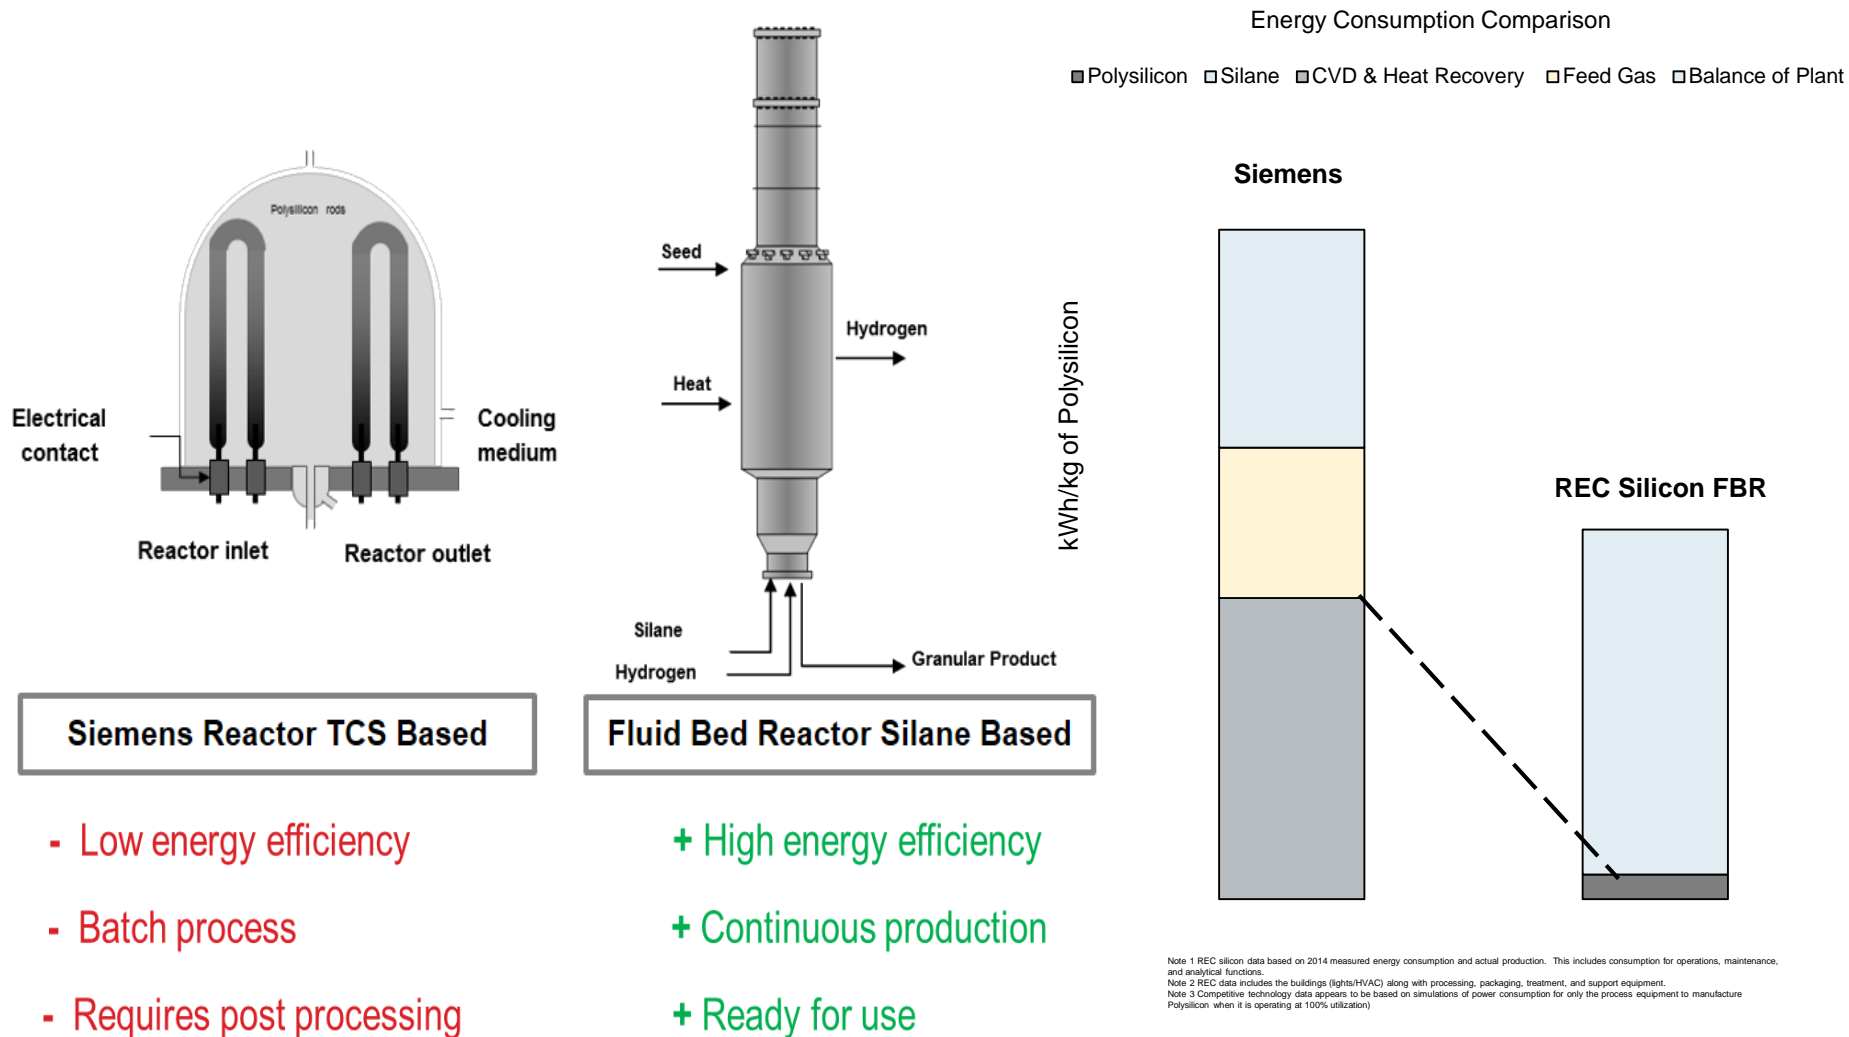 Polysilicon rods
Electrical
contact
Cooling
medium
Reactor inlet
Reactor outlet
Siemens Reactor TCS Based
- Low energy efficiency
- Batch process
- Requires post processing
Seed
Heat
Hydrogen
Silane
Hydrogen
Granular Product
Fluid Bed Reactor Silane Based
+ High energy efficiency
+ Continuous production
+ Ready for use
Energy Consumption Comparison
Polysilicon Silane CVD & Heat Recovery Feed Gas Balance of Plant
kWh/kg of Polysilicon
Siemens
REC Silicon FBR
Note 1 REC silicon data based on 2014 measured energy consumption and actual production. This includes consumption for operations, maintenance,
and analytical functions.
Note 2 REC data includes the buildings (lights/HVAC) along with processing, packaging, treatment, and support equipment.
Note 3 Competitive technology data appears to be based on simulations of power consumption for only the process equipment to manufacture
Polysilicon when it is operating at 100% utilization)